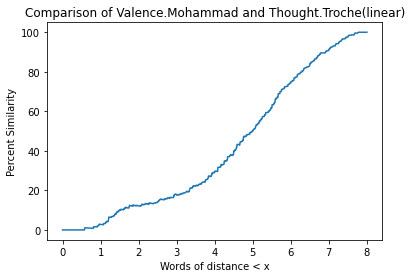 Comparison of Valence.Mohammad and Thought.Troche(linear)
100
80
60
40
20
0
Percent Similarity
0 1 2 3 4 5 6 7 8
Words of distance < x